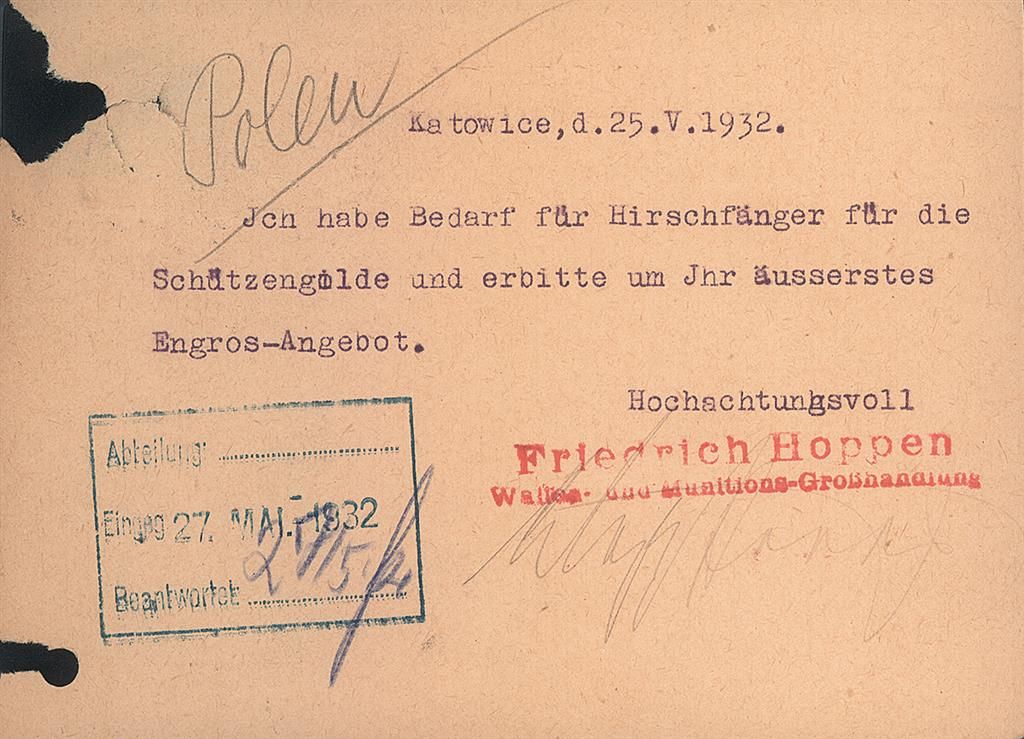 Polen
Katowice,d.25.V.1932.
Jch habe Bedarf für Hirschfänger für die
Schützengilde und erbitte um Jhr äusserstes
Engros-Angebot.
Hochachtungsvoll
Friedrich Hoppen
Waffen- und Munitions-Großhandlung
Abteilung:
Eingeg 27. MAI. 1932
Beantwortet: